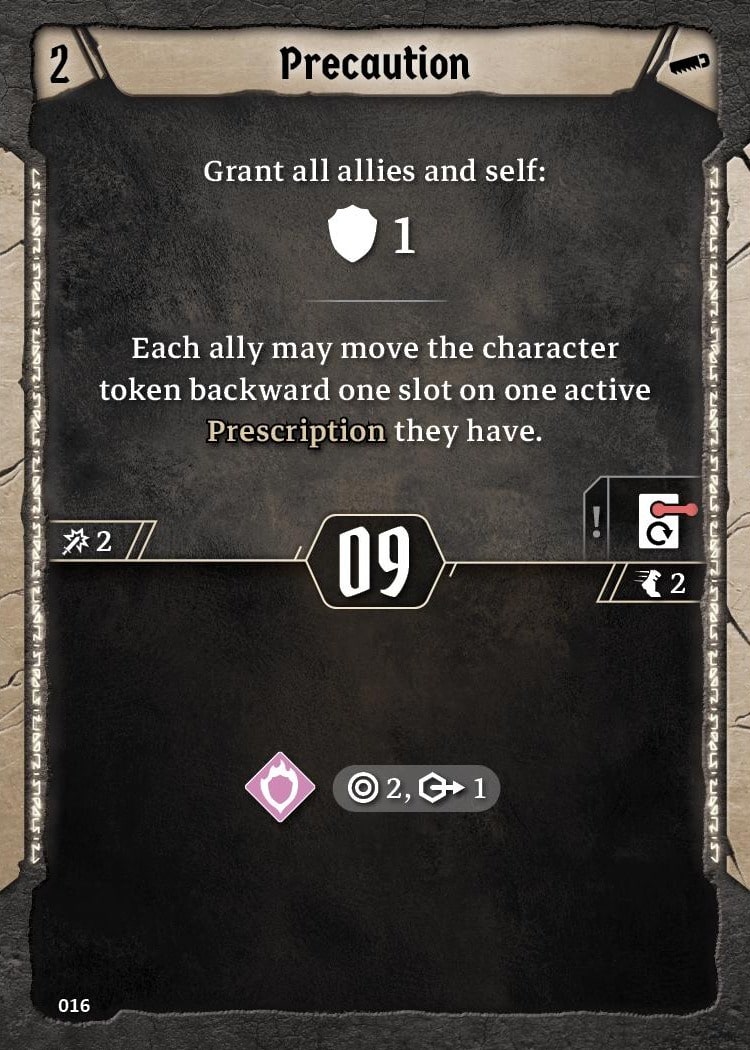 2
Precaution
Grant all allies and self:
1
Each ally may move the character
token backward one slot on one active
Prescription they have.
!
2
09
2
2, 1
016